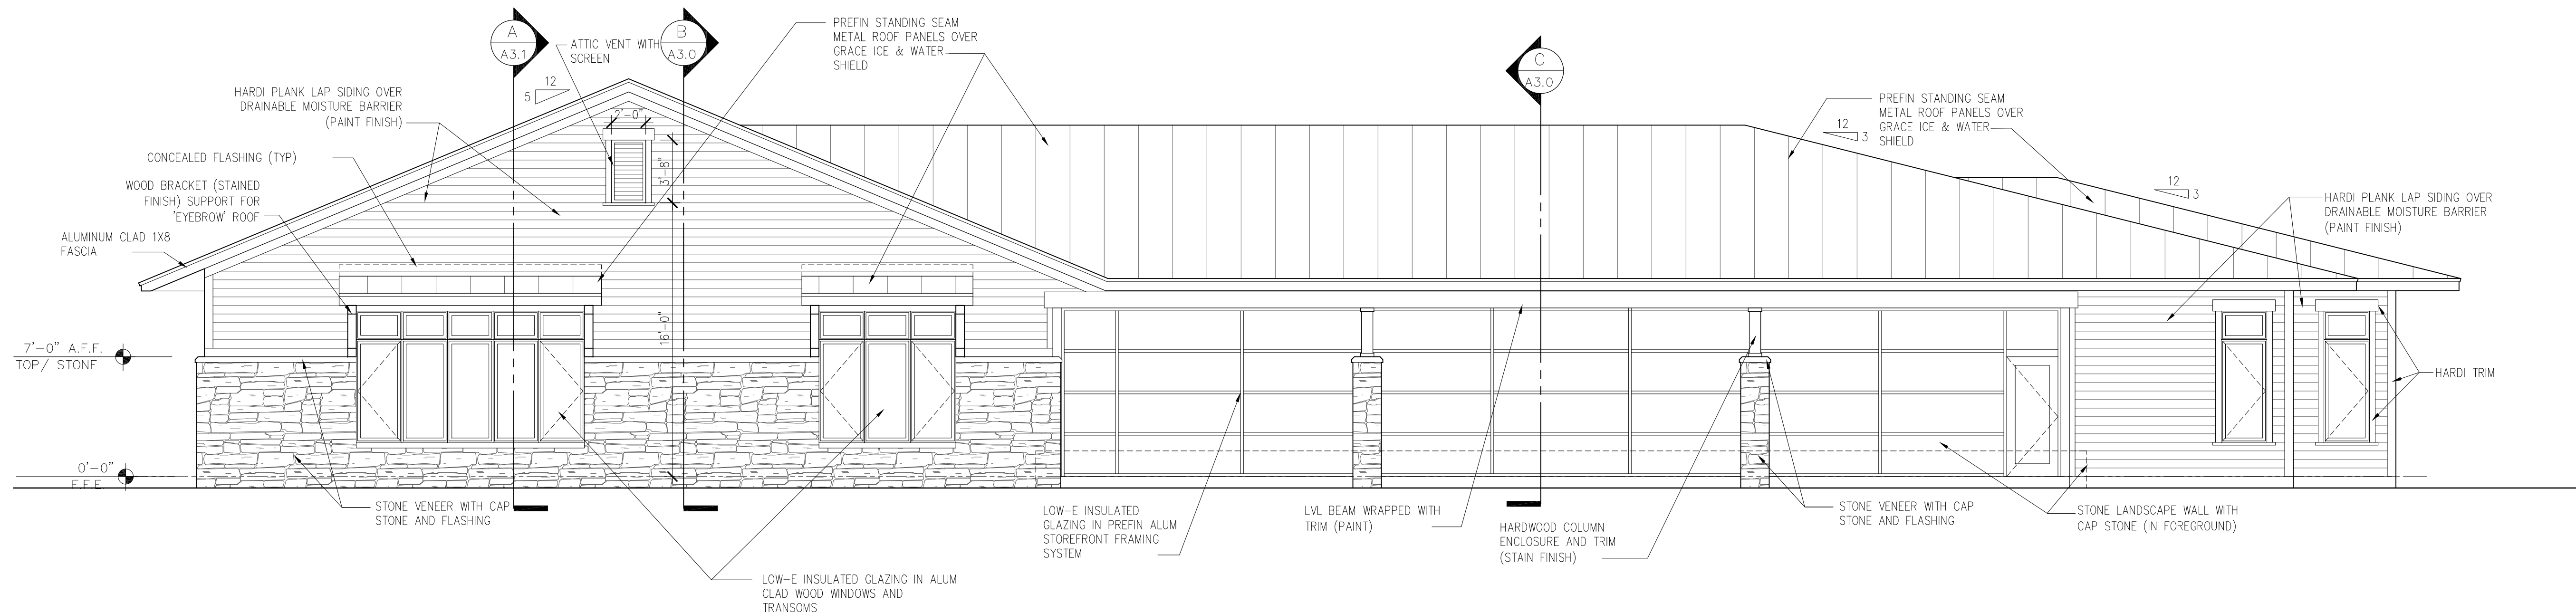 A
A3.1
B
A3.0
C
A3.0
ATTIC VENT WITH
SCREEN
12
5
PREFIN STANDING SEAM
METAL ROOF PANELS OVER
GRACE ICE & WATER
SHIELD
HARDI PLANK LAP SIDING OVER
DRAINABLE MOISTURE BARRIER
(PAINT FINISH)
2'-0"
3'-8"
16'-0"
CONCEALED FLASHING (TYP)
WOOD BRACKET (STAINED
FINISH) SUPPORT FOR
'EYEBROW' ROOF
ALUMINUM CLAD 1X8
FASCIA
7'-0" A.F.F.
TOP/ STONE
0'-0"
F.F.E.
PREFIN STANDING SEAM
METAL ROOF PANELS OVER
GRACE ICE & WATER
SHIELD
12
3
12
3
HARDI PLANK LAP SIDING OVER
DRAINABLE MOISTURE BARRIER
(PAINT FINISH)
HARDI TRIM
STONE VENEER WITH CAP
STONE AND FLASHING
LOW-E INSULATED GLAZING IN ALUM
CLAD WOOD WINDOWS AND
TRANSOMS
LOW-E INSULATED
GLAZING IN PREFIN ALUM
STOREFRONT FRAMING
SYSTEM
LVL BEAM WRAPPED WITH
TRIM (PAINT)
HARDWOOD COLUMN
ENCLOSURE AND TRIM
(STAIN FINISH)
STONE VENEER WITH CAP
STONE AND FLASHING
STONE LANDSCAPE WALL WITH
CAP STONE (IN FOREGROUND)